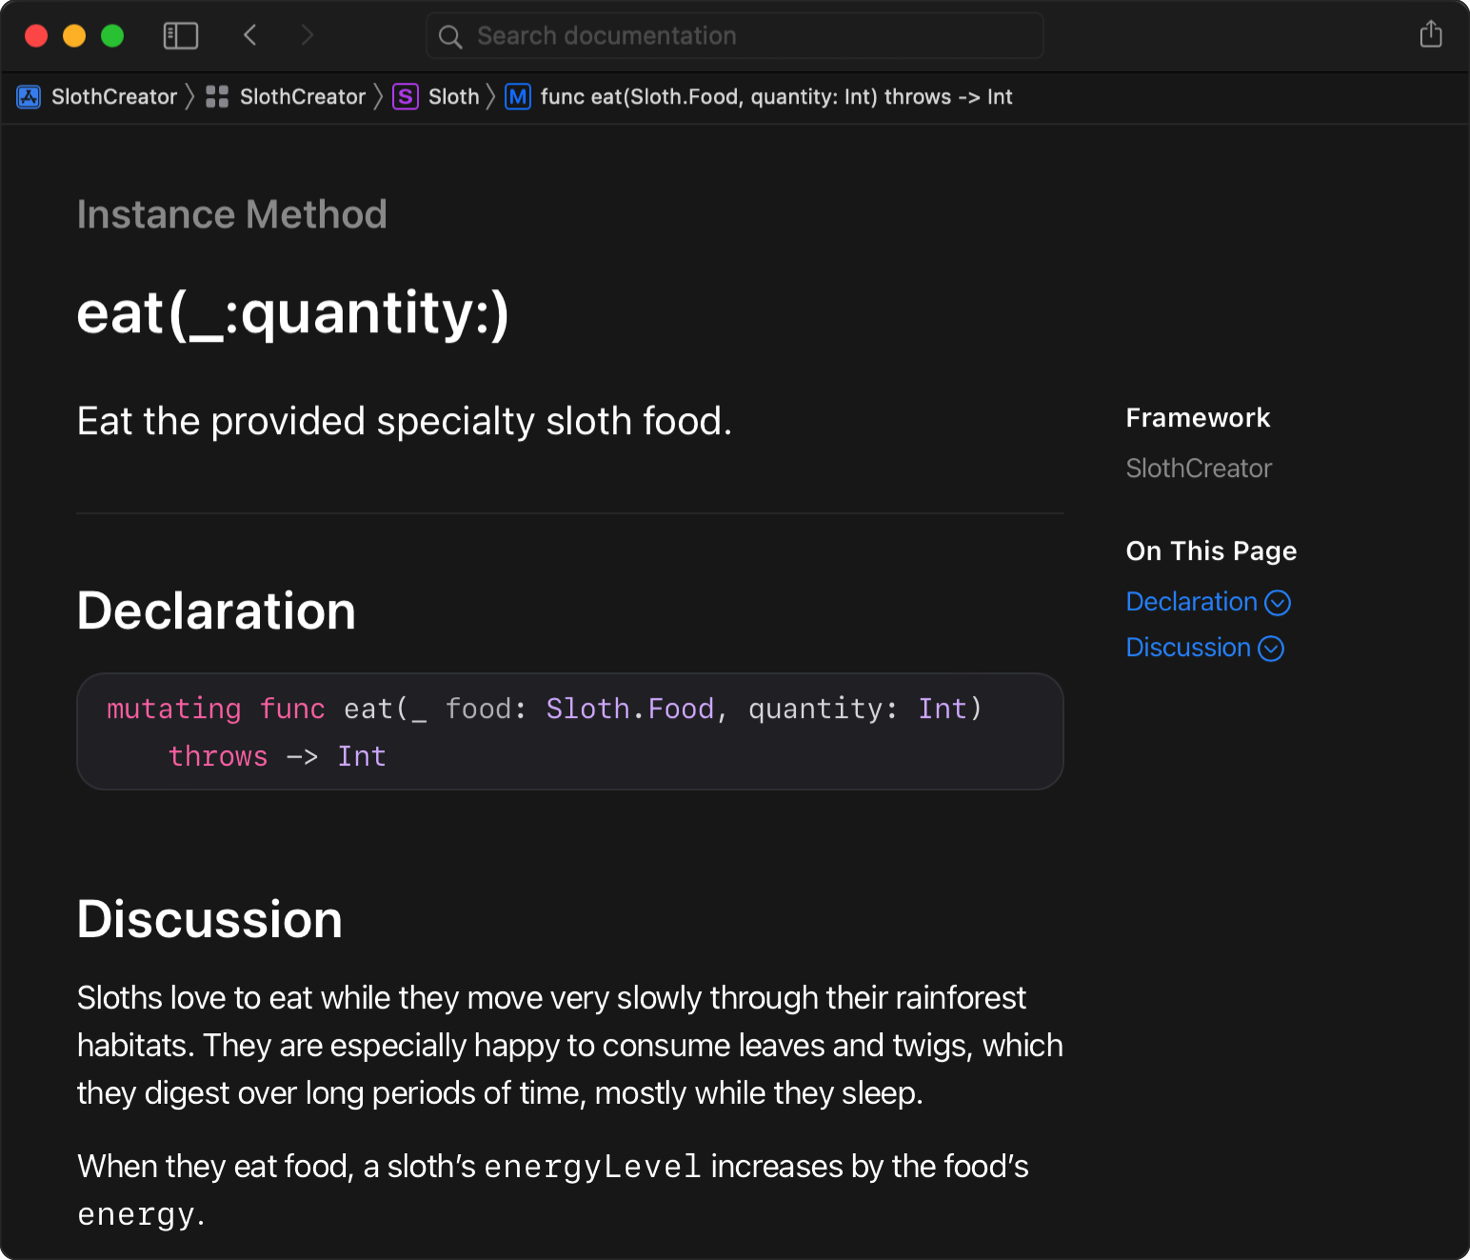 Search documentation
SlothCreator SlothCreator S Sloth M func eat(Sloth.Food, quantity: Int) throws -> Int
Instance Method
eat(_:quantity:)
Eat the provided specialty sloth food.
Framework
SlothCreator
On This Page
Declaration
Discussion
Declaration
mutating func eat(_ food: Sloth.Food, quantity: Int)
throws -> Int
Discussion
Sloths love to eat while they move very slowly through their rainforest
habitats. They are especially happy to consume leaves and twigs, which
they digest over long periods of time, mostly while they sleep.
When they eat food, a sloth’s energyLevel increases by the food’s
energy.